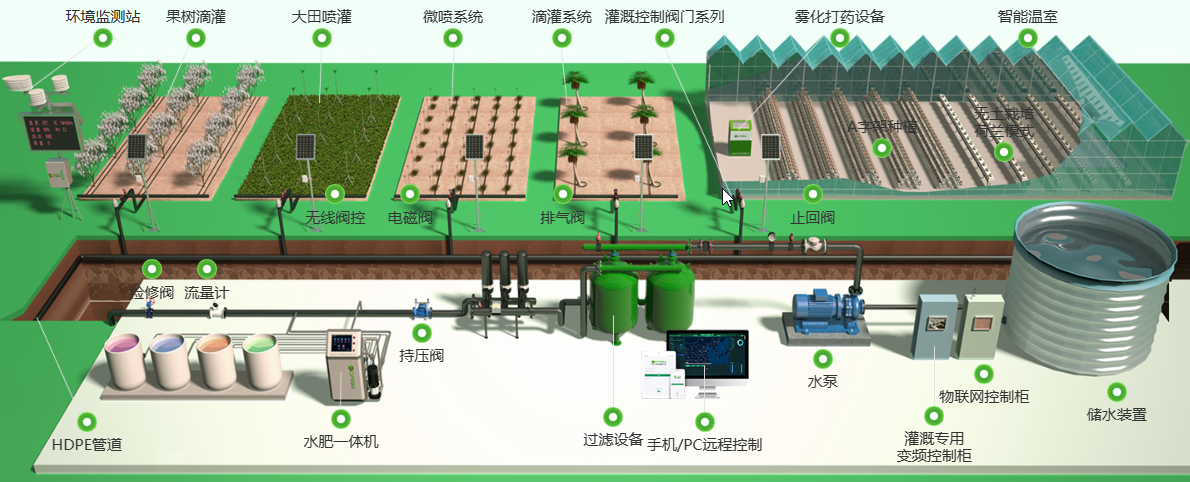 环境监测站
果树滴灌
大田喷灌
微喷系统
滴灌系统
灌溉控制阀门系列
雾化打药设备
智能温室
A字架种植
无土栽培
荷兰模式
无线阀控
电磁阀
排气阀
止回阀
检修阀
流量计
持压阀
水泵
物联网控制柜
储水装置
HDPE管道
水肥一体机
过滤设备
手机/PC远程控制
灌溉专用
变频控制柜